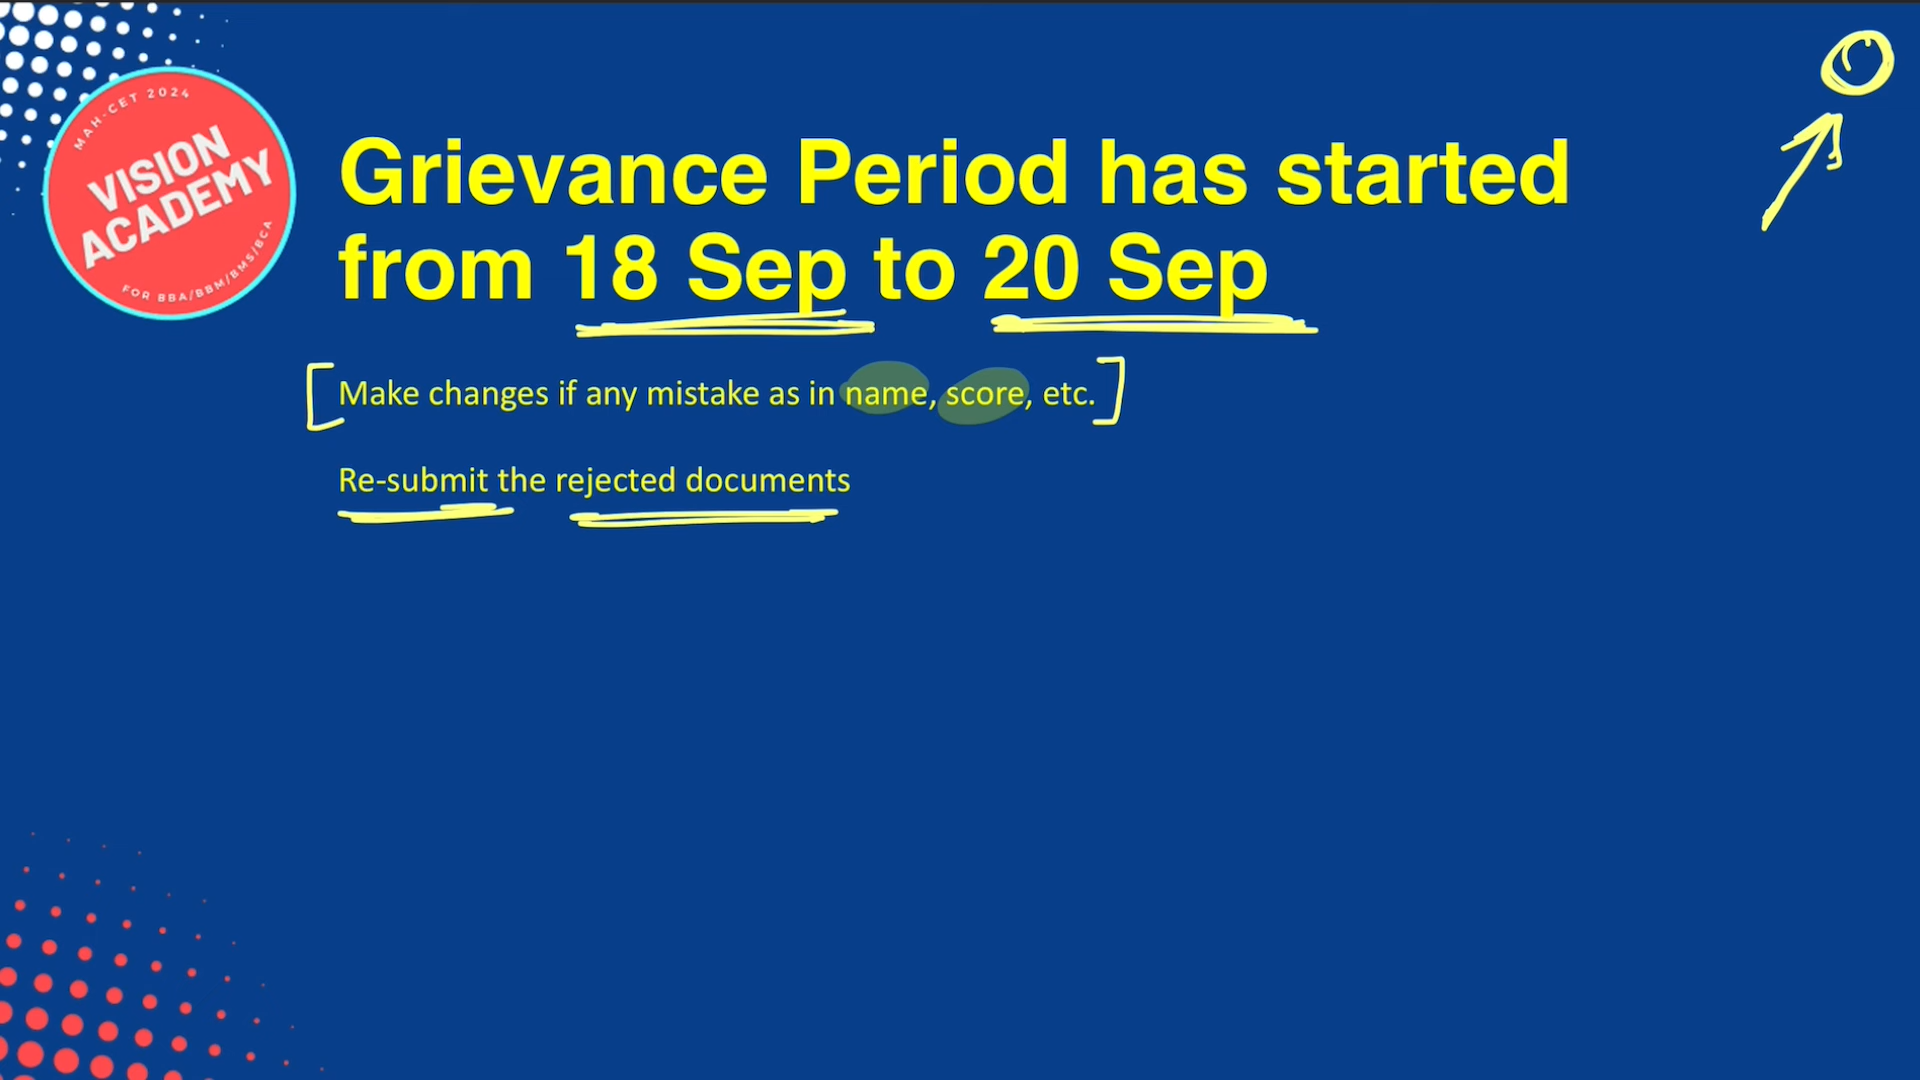 MAH-CET 2024
VISION
ACADEMY
FOR BBA/BBM/BMS/BCA
Grievance Period has started
from 18 Sep to 20 Sep
Make changes if any mistake as in name, score, etc.
Re-submit the rejected documents